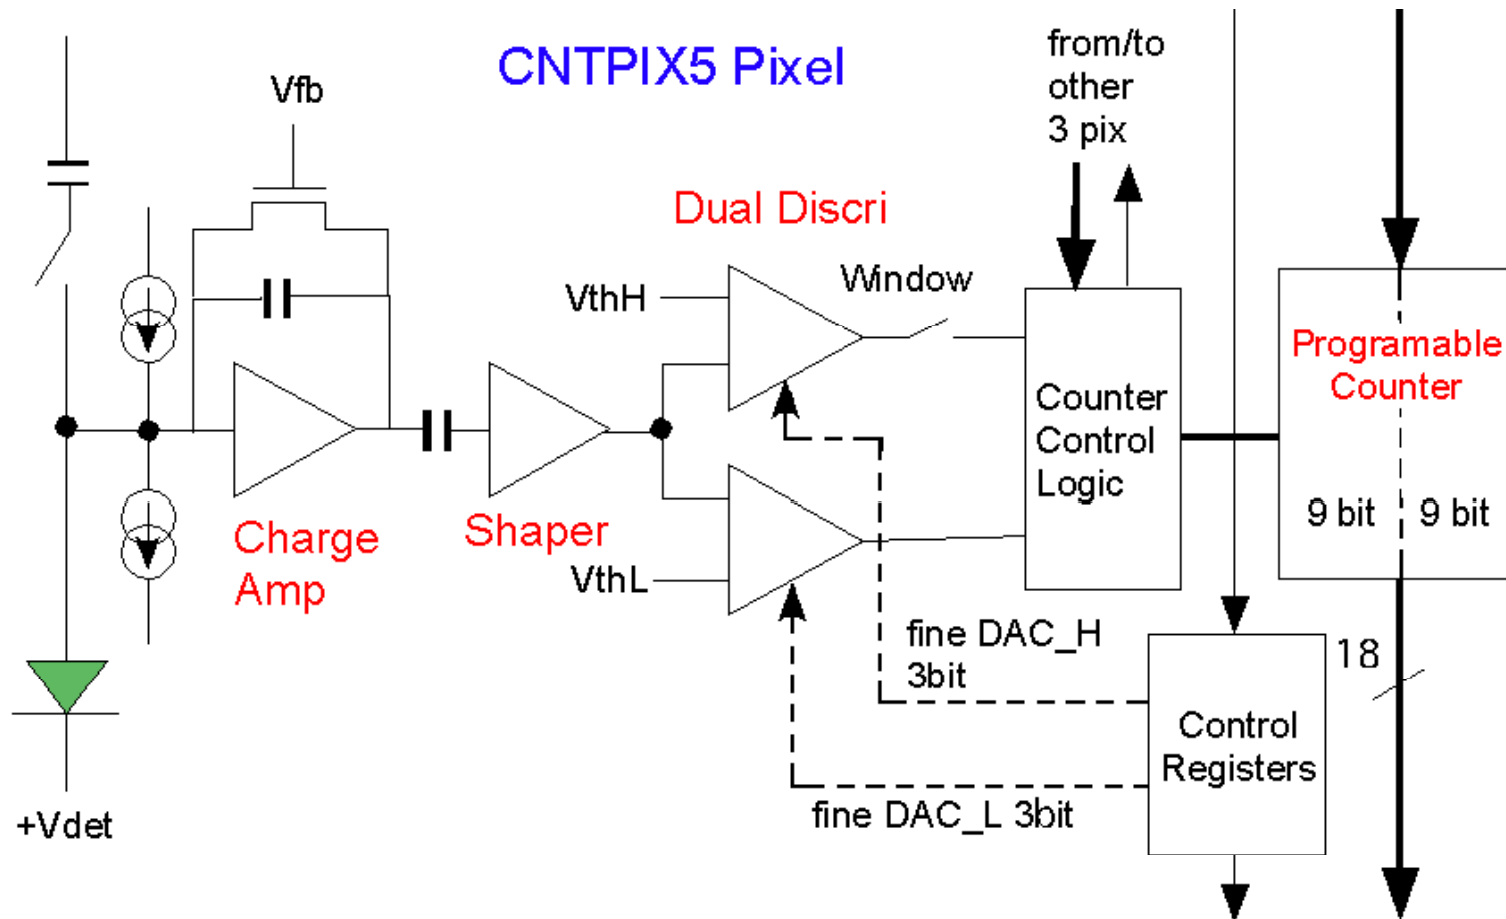 CNTPIX5 Pixel
from/to
other
3 pix
Vfb
Dual Discri
Window
VthH
Programable
Counter
Counter
Control
Logic
9 bit
9 bit
Charge
Amp
Shaper
VthL
fine DAC_H
3bit
18
Control
Registers
fine DAC_L 3bit
+Vdet